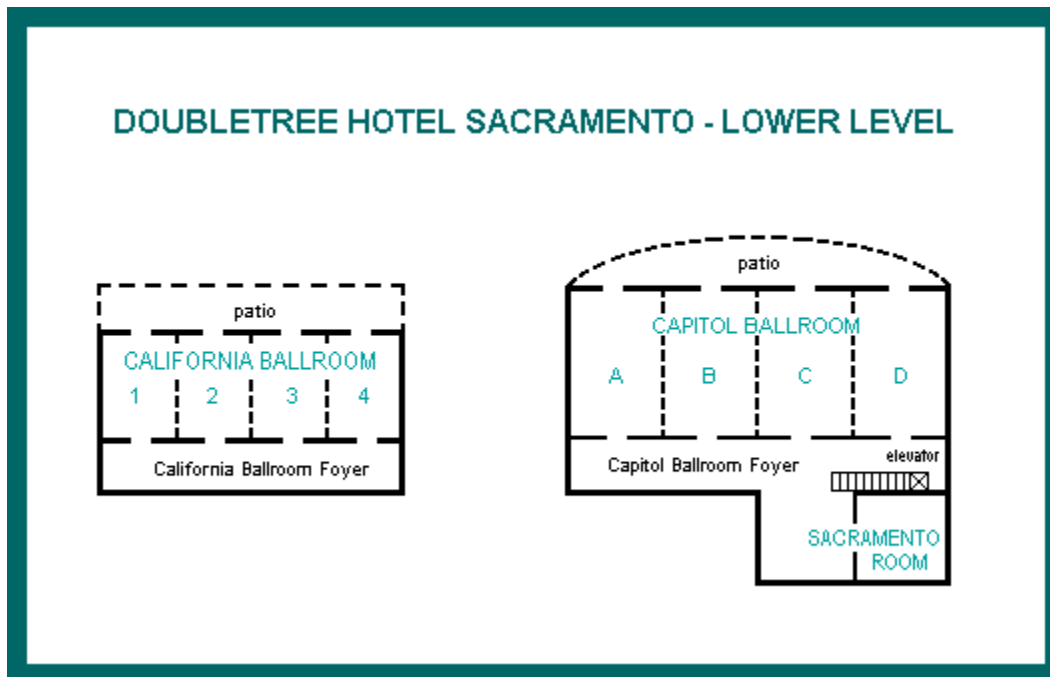 DOUBLETREE HOTEL SACRAMENTO - LOWER LEVEL
patio
CALIFORNIA BALLROOM
1 2 3 4
California Ballroom Foyer
patio
CAPITOL BALLROOM
A B C D
Capitol Ballroom Foyer
elevator
SACRAMENTO
ROOM